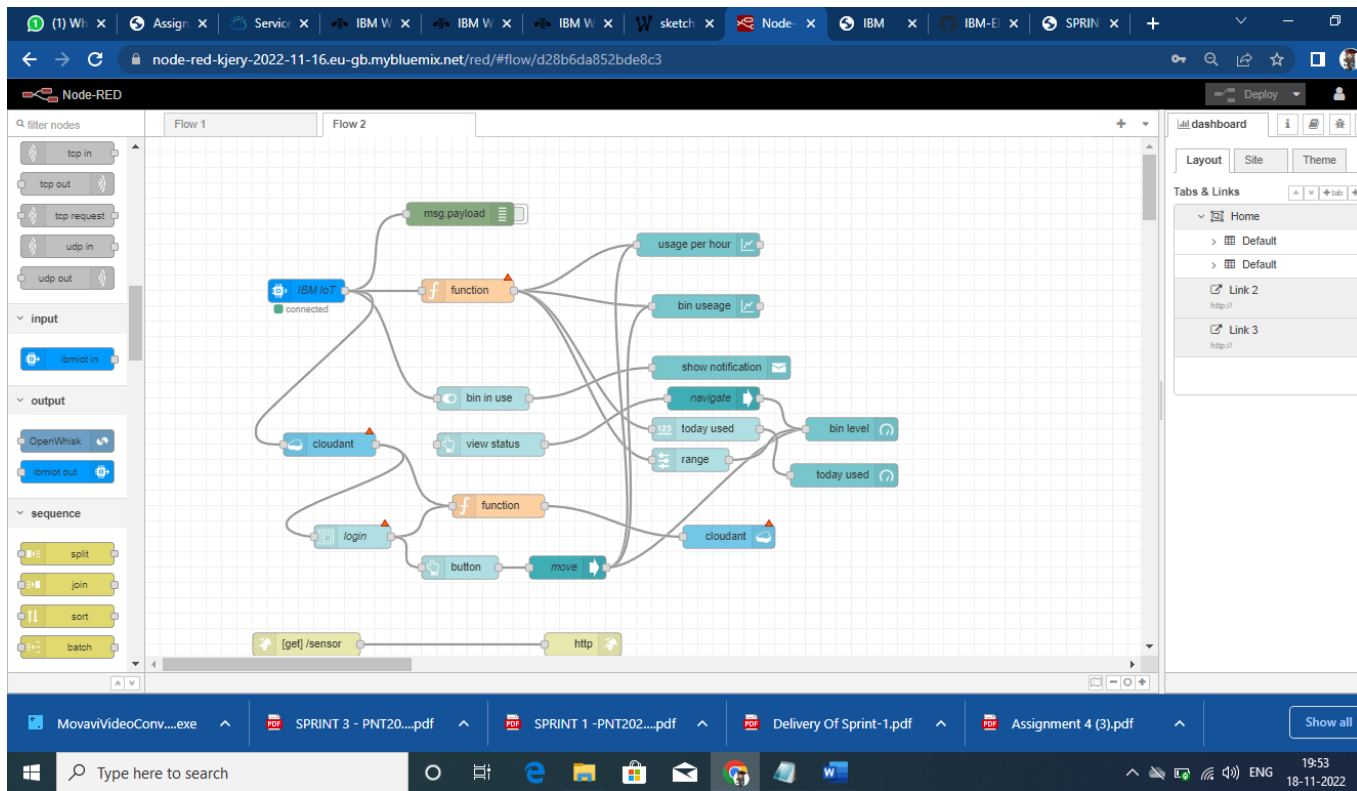 (1) Wh
Assign
Service
IBM W
IBM W
IBM W
sketch
Node-
IBM
IBM-E
SPRIN
node-red-kjery-2022-11-16.eu-gb.mybluemix.net/red/#flow/d28b6da852bde8c3
Node-RED
Deploy
filter nodes
Flow 1
Flow 2
dashboard
i
tcp in
tcp out
tcp request
udp in
udp out
input
ibmiot in
output
OpenWhisk
ibmiot out
sequence
split
join
sort
batch
msg.payload
usage per hour
IBM IoT
connected
function
bin useage
show notification
bin in use
navigate
cloudant
view status
123
today used
bin level
range
today used
function
login
cloudant
button
move
[get] /sensor
http
Layout
Site
Theme
Tabs & Links
tab
Home
Default
Default
Link 2
http://
Link 3
http://
MovaviVideoConv....exe
PDF
SPRINT 3 - PNT20....pdf
PDF
SPRINT 1 -PNT202....pdf
PDF
Delivery Of Sprint-1.pdf
PDF
Assignment 4 (3).pdf
Show all
Type here to search
ENG
19:53
18-11-2022